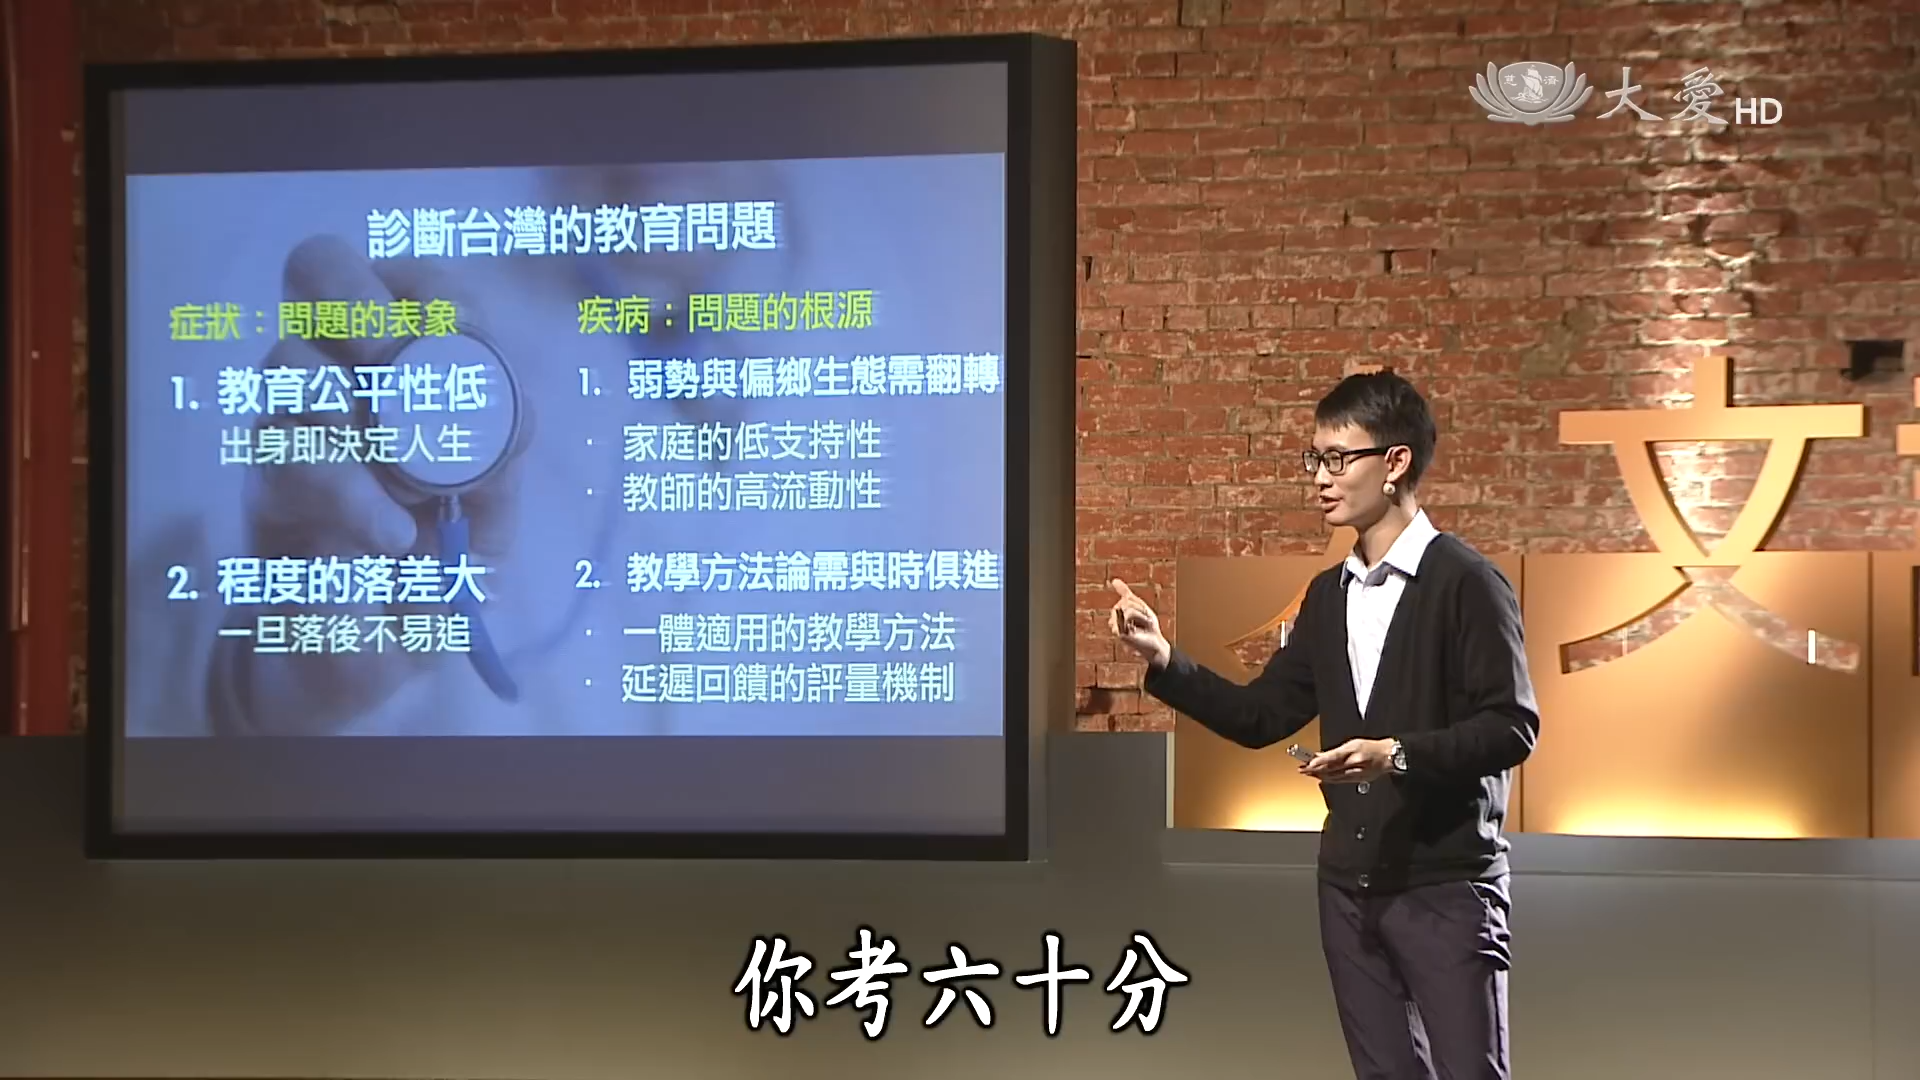 大愛HD
診斷台灣的教育問題
症狀：問題的表象
1. 教育公平性低
出身即決定人生
2. 程度的落差大
一旦落後不易追
疾病：問題的根源
1. 弱勢與偏鄉生態需翻轉
· 家庭的低支持性
· 教師的高流動性
2. 教學方法論需與時俱進
· 一體適用的教學方法
· 延遲回饋的評量機制
文
你考六十分